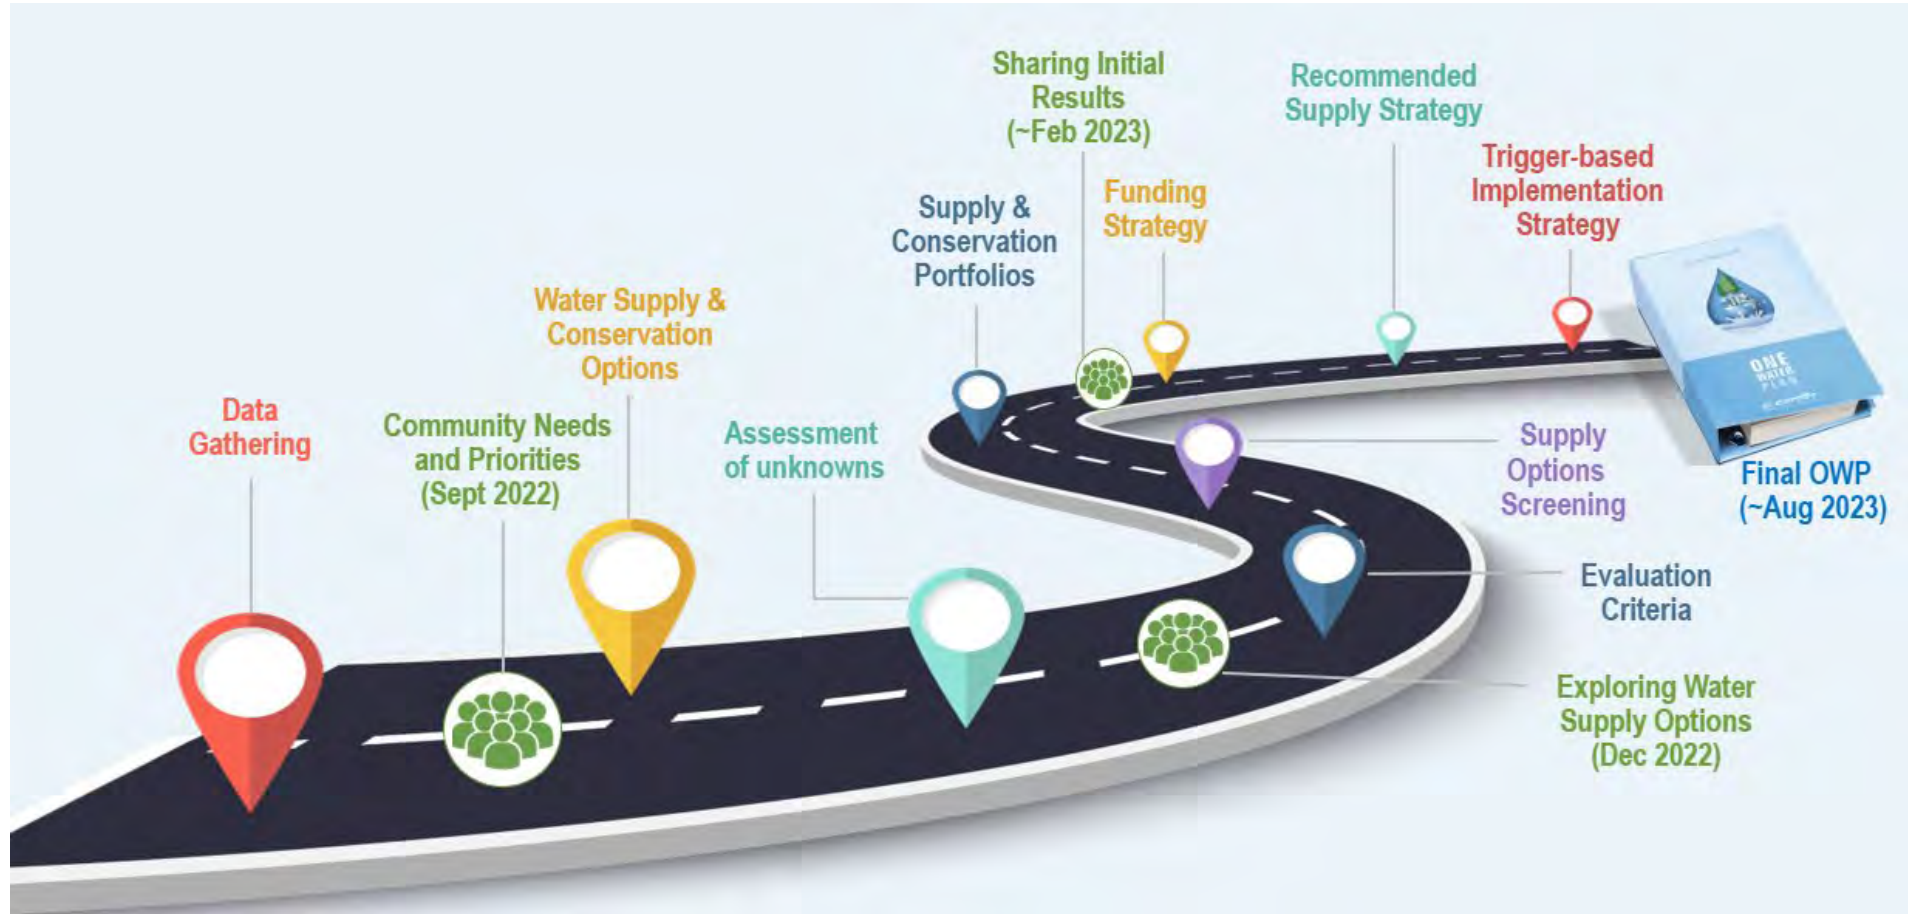 Data
Gathering
Community Needs
and Priorities
(Sept 2022)
Water Supply &
Conservation
Options
Assessment
of unknowns
Exploring Water
Supply Options
(Dec 2022)
Evaluation
Criteria
Supply
Options
Screening
Supply &
Conservation
Portfolios
Sharing Initial
Results
(~Feb 2023)
Funding
Strategy
Recommended
Supply Strategy
Trigger-based
Implementation
Strategy
ONE
WATER
PLAN
Final OWP
(~Aug 2023)